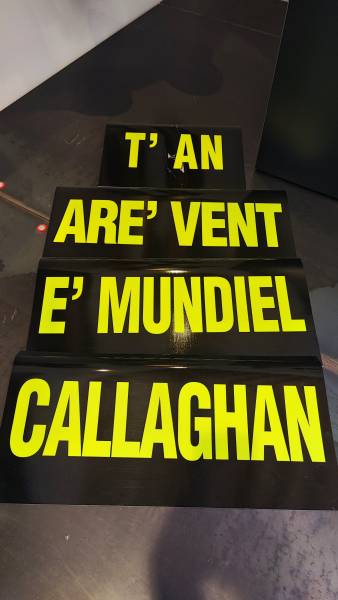 T' AN
ARE' VENT
E' MUNDIEL
CALLAGHAN